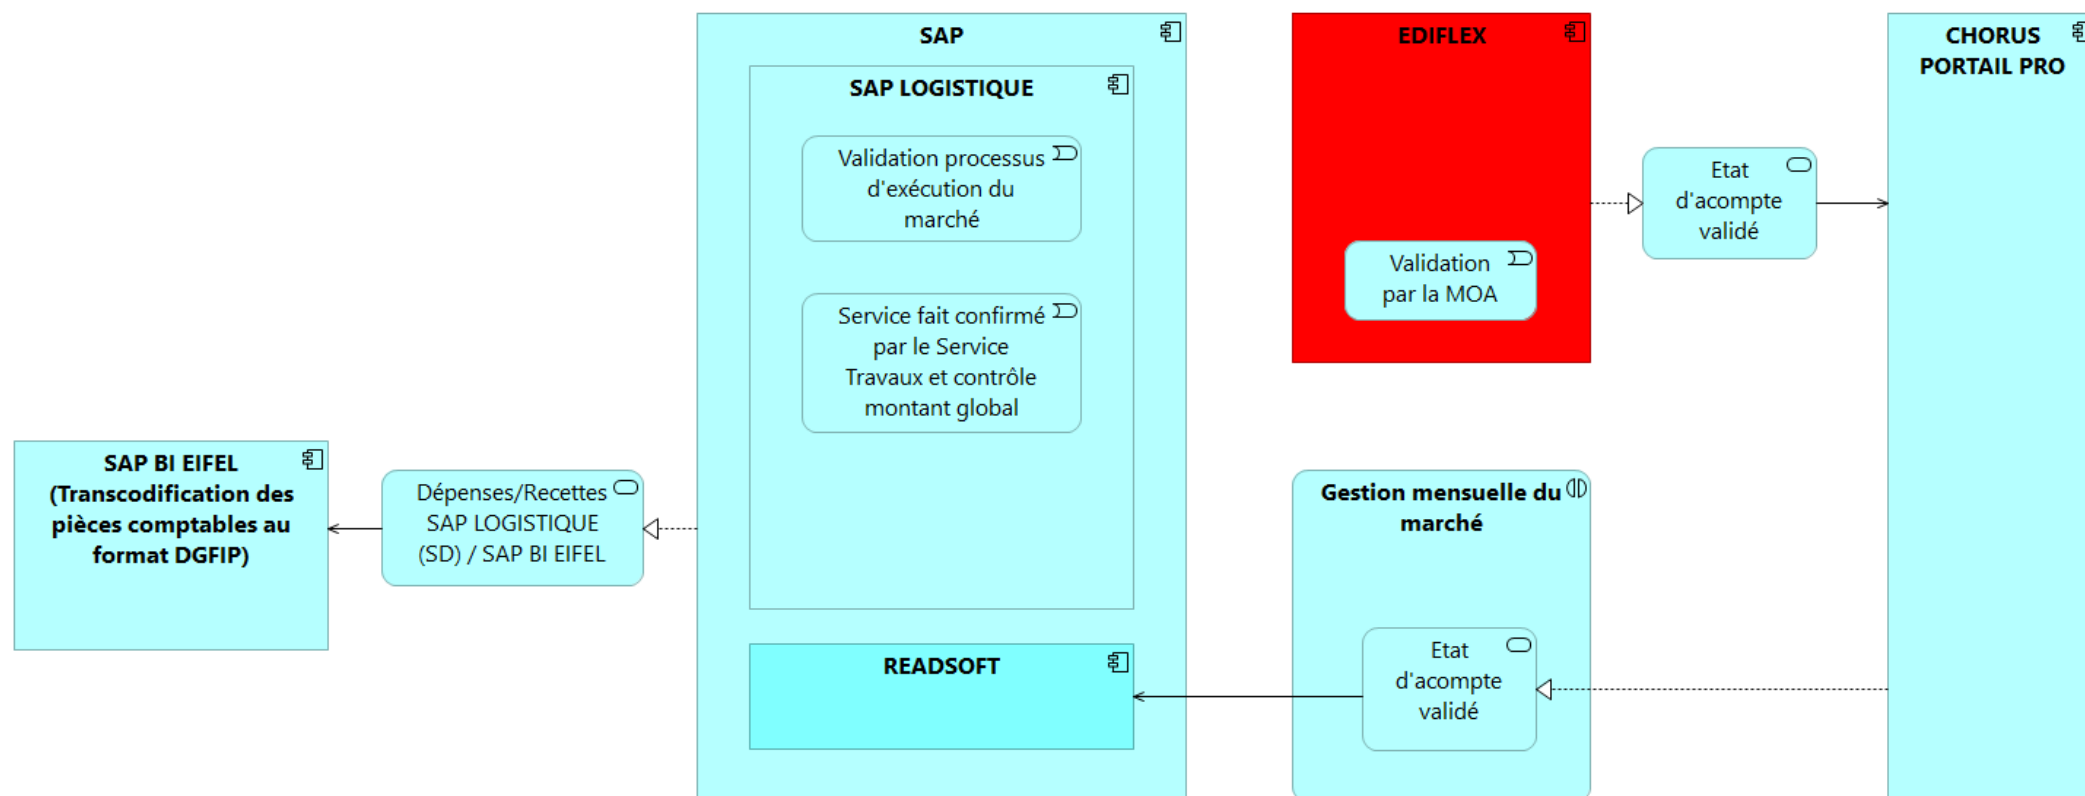 SAP
SAP LOGISTIQUE
Validation processus
d'exécution du
marché
Service fait confirmé
par le Service
Travaux et contrôle
montant global
READSOFT
SAP BI EIFEL
(Transcodification des
pièces comptables au
format DGFIP)
Dépenses/Recettes
SAP LOGISTIQUE
(SD) / SAP BI EIFEL
EDIFLEX
Validation
par la MOA
Etat
d'acompte
validé
CHORUS
PORTAIL PRO
Gestion mensuelle du
marché
Etat
d'acompte
validé